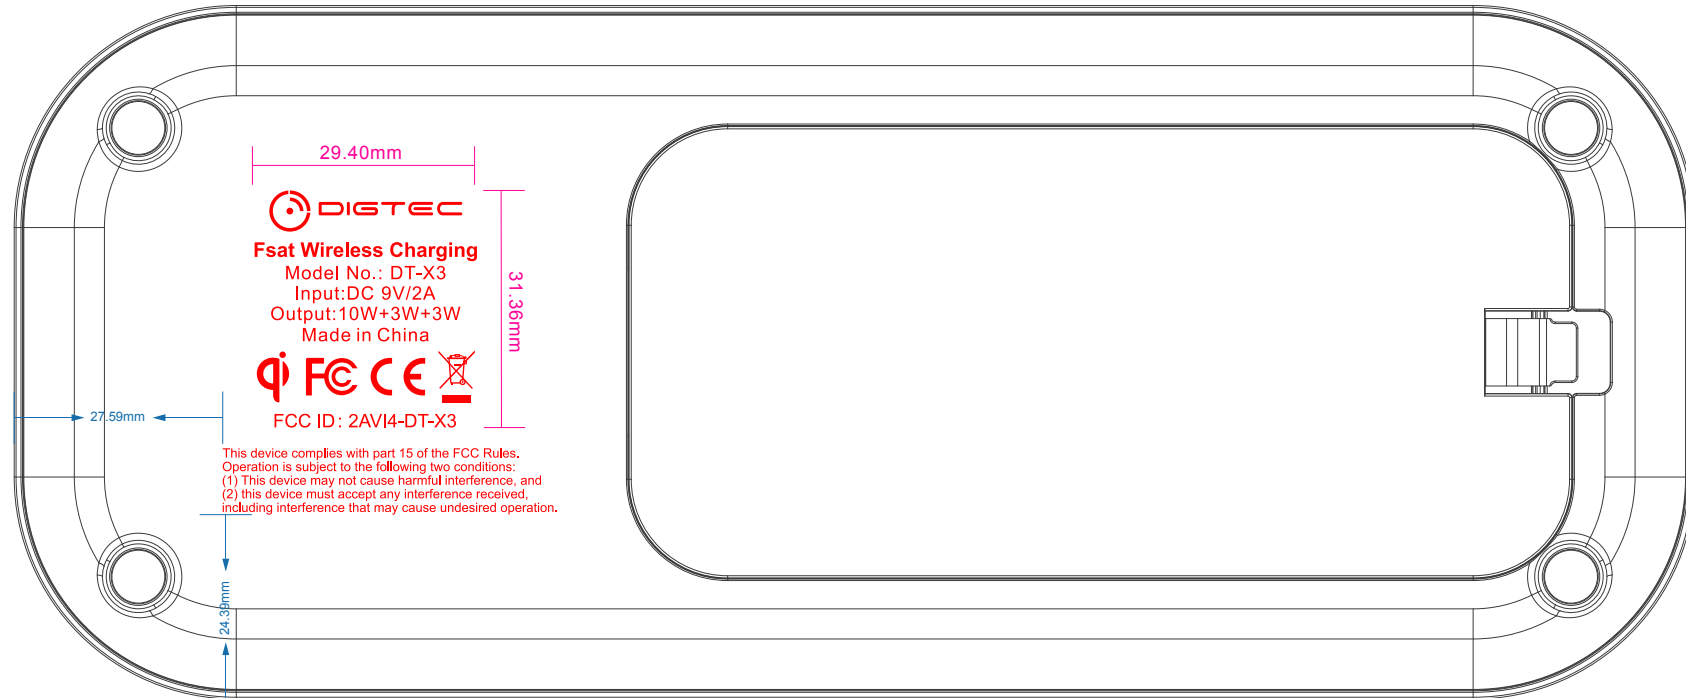 29.40mm
DIGTEC
Fsat Wireless Charging
Model No.: DT-X3
Input:DC 9V/2A
Output:10W+3W+3W
Made in China
31.36mm
qi FC CE
FCC ID: 2AVI4-DT-X3
27.59mm
This device complies with part 15 of the FCC Rules.
Operation is subject to the following two conditions:
(1) This device may not cause harmful interference, and
(2) this device must accept any interference received,
including interference that may cause undesired operation.
24.39mm